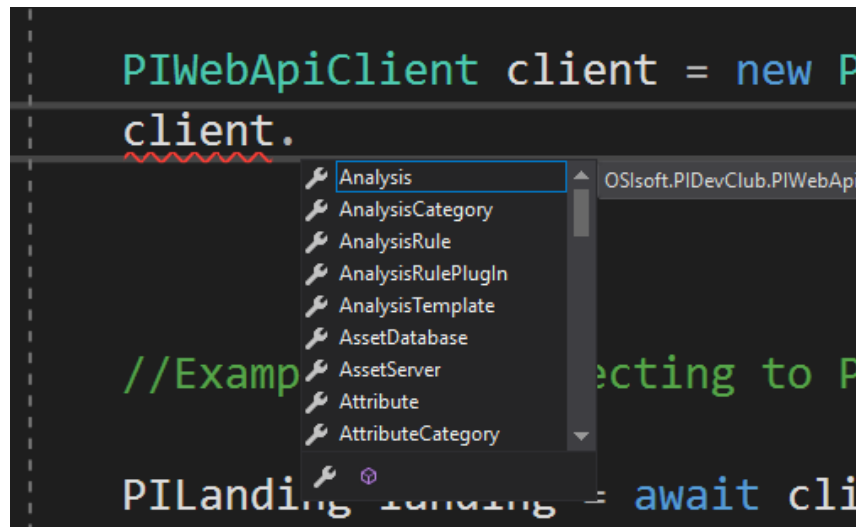 PIWebApiClient client = new P
client.
Analysis
OSIsoft.PIDevClub.PIWebApi
AnalysisCategory
AnalysisRule
AnalysisRulePlugIn
AnalysisTemplate
AssetDatabase
AssetServer
Attribute
AttributeCategory
//Examp ecting to P
PILanding landing = await cli